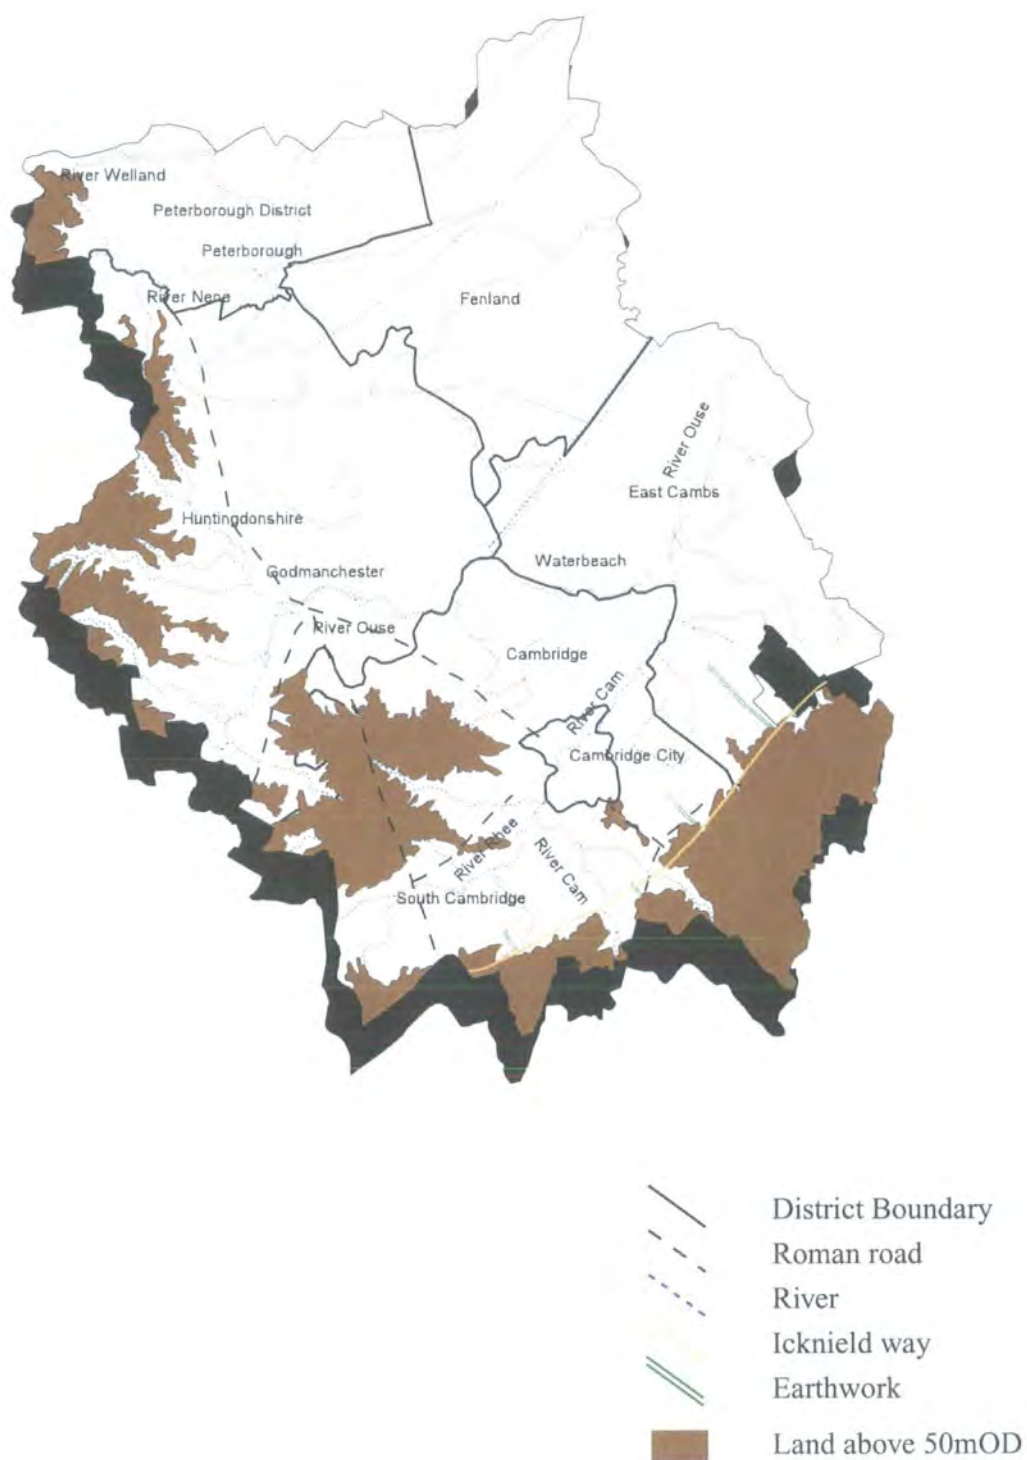 River Welland
Peterborough District
Peterborough
River Nene
Fenland
River Ouse
East Cambs
Huntingdonshire
Waterbeach
Godmanchester
River Ouse
Cambridge
River Cam
Cambridge City
River Rhee
River Cam
South Cambridge
District Boundary
Roman road
River
Icknield way
Earthwork
Land above 50mOD